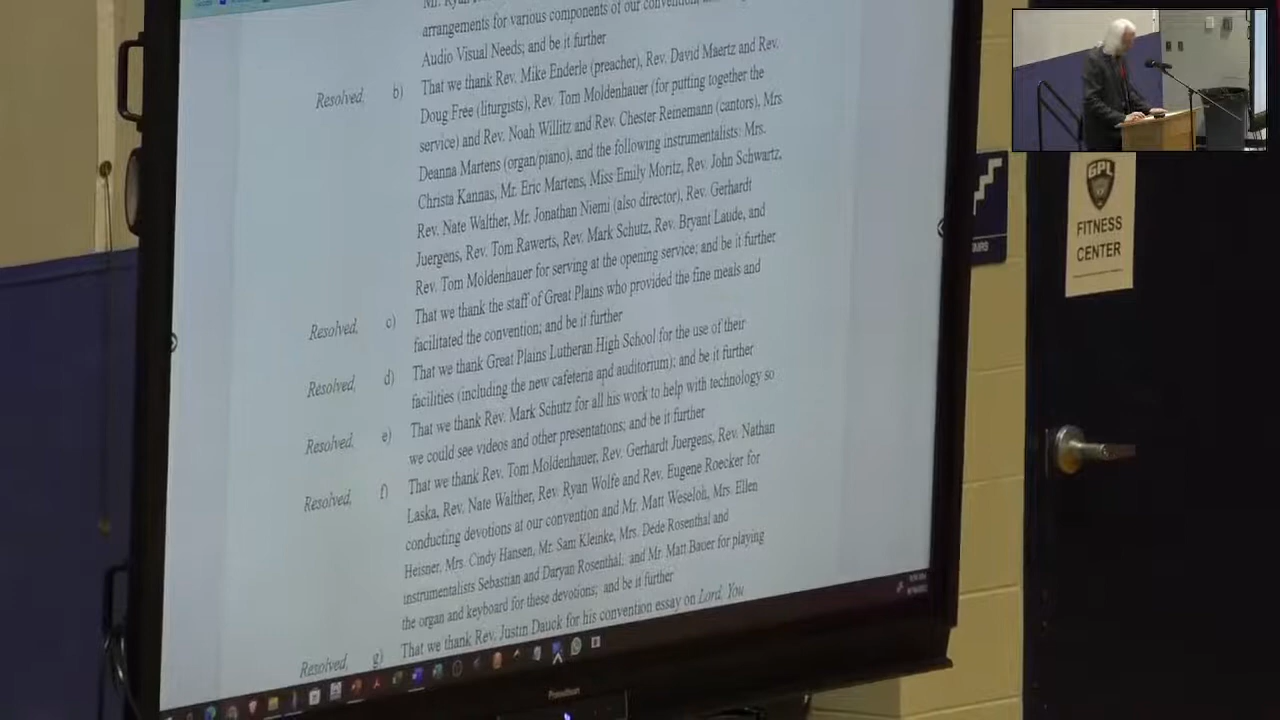 Mr. Ryan
arrangements for various components of our convention,
Audio Visual Needs; and be it further
Resolved, b) That we thank Rev. Mike Enderle (preacher), Rev. David Maertz and Rev.
Doug Free (liturgists), Rev. Tom Moldenhauer (for putting together the
service) and Rev. Noah Willitz and Rev. Chester Reinemann (cantors), Mrs
Deanna Martens (organ/piano), and the following instrumentalists: Mrs.
Christa Kannas, Mr. Eric Martens, Miss Emily Moritz, Rev. John Schwartz,
Rev. Nate Walther, Mr. Jonathan Niemi (also director), Rev. Gerhardt
Juergens, Rev. Tom Rawerts, Rev. Mark Schutz, Rev. Bryant Laude, and
Rev. Tom Moldenhauer for serving at the opening service; and be it further
Resolved, c) That we thank the staff of Great Plains who provided the fine meals and
facilitated the convention; and be it further
Resolved, d) That we thank Great Plains Lutheran High School for the use of their
facilities (including the new cafeteria and auditorium); and be it further
Resolved, e) That we thank Rev. Mark Schutz for all his work to help with technology so
we could see videos and other presentations; and be it further
Resolved, f) That we thank Rev. Tom Moldenhauer, Rev. Gerhardt Juergens, Rev. Nathan
Laska, Rev. Nate Walther, Rev. Ryan Wolfe and Rev. Eugene Roecker for
conducting devotions at our convention and Mr. Matt Weseloh, Mrs. Ellen
Heisner, Mrs. Cindy Hansen, Mr. Sam Kleinke, Mrs. Dede Rosenthal and
instrumentalists Sebastian and Daryan Rosenthal; and Mr. Matt Bauer for playing
the organ and keyboard for these devotions; and be it further
Resolved, g) That we thank Rev. Justin Dauck for his convention essay on Lord, You
Promethean
GPL
FITNESS
CENTER